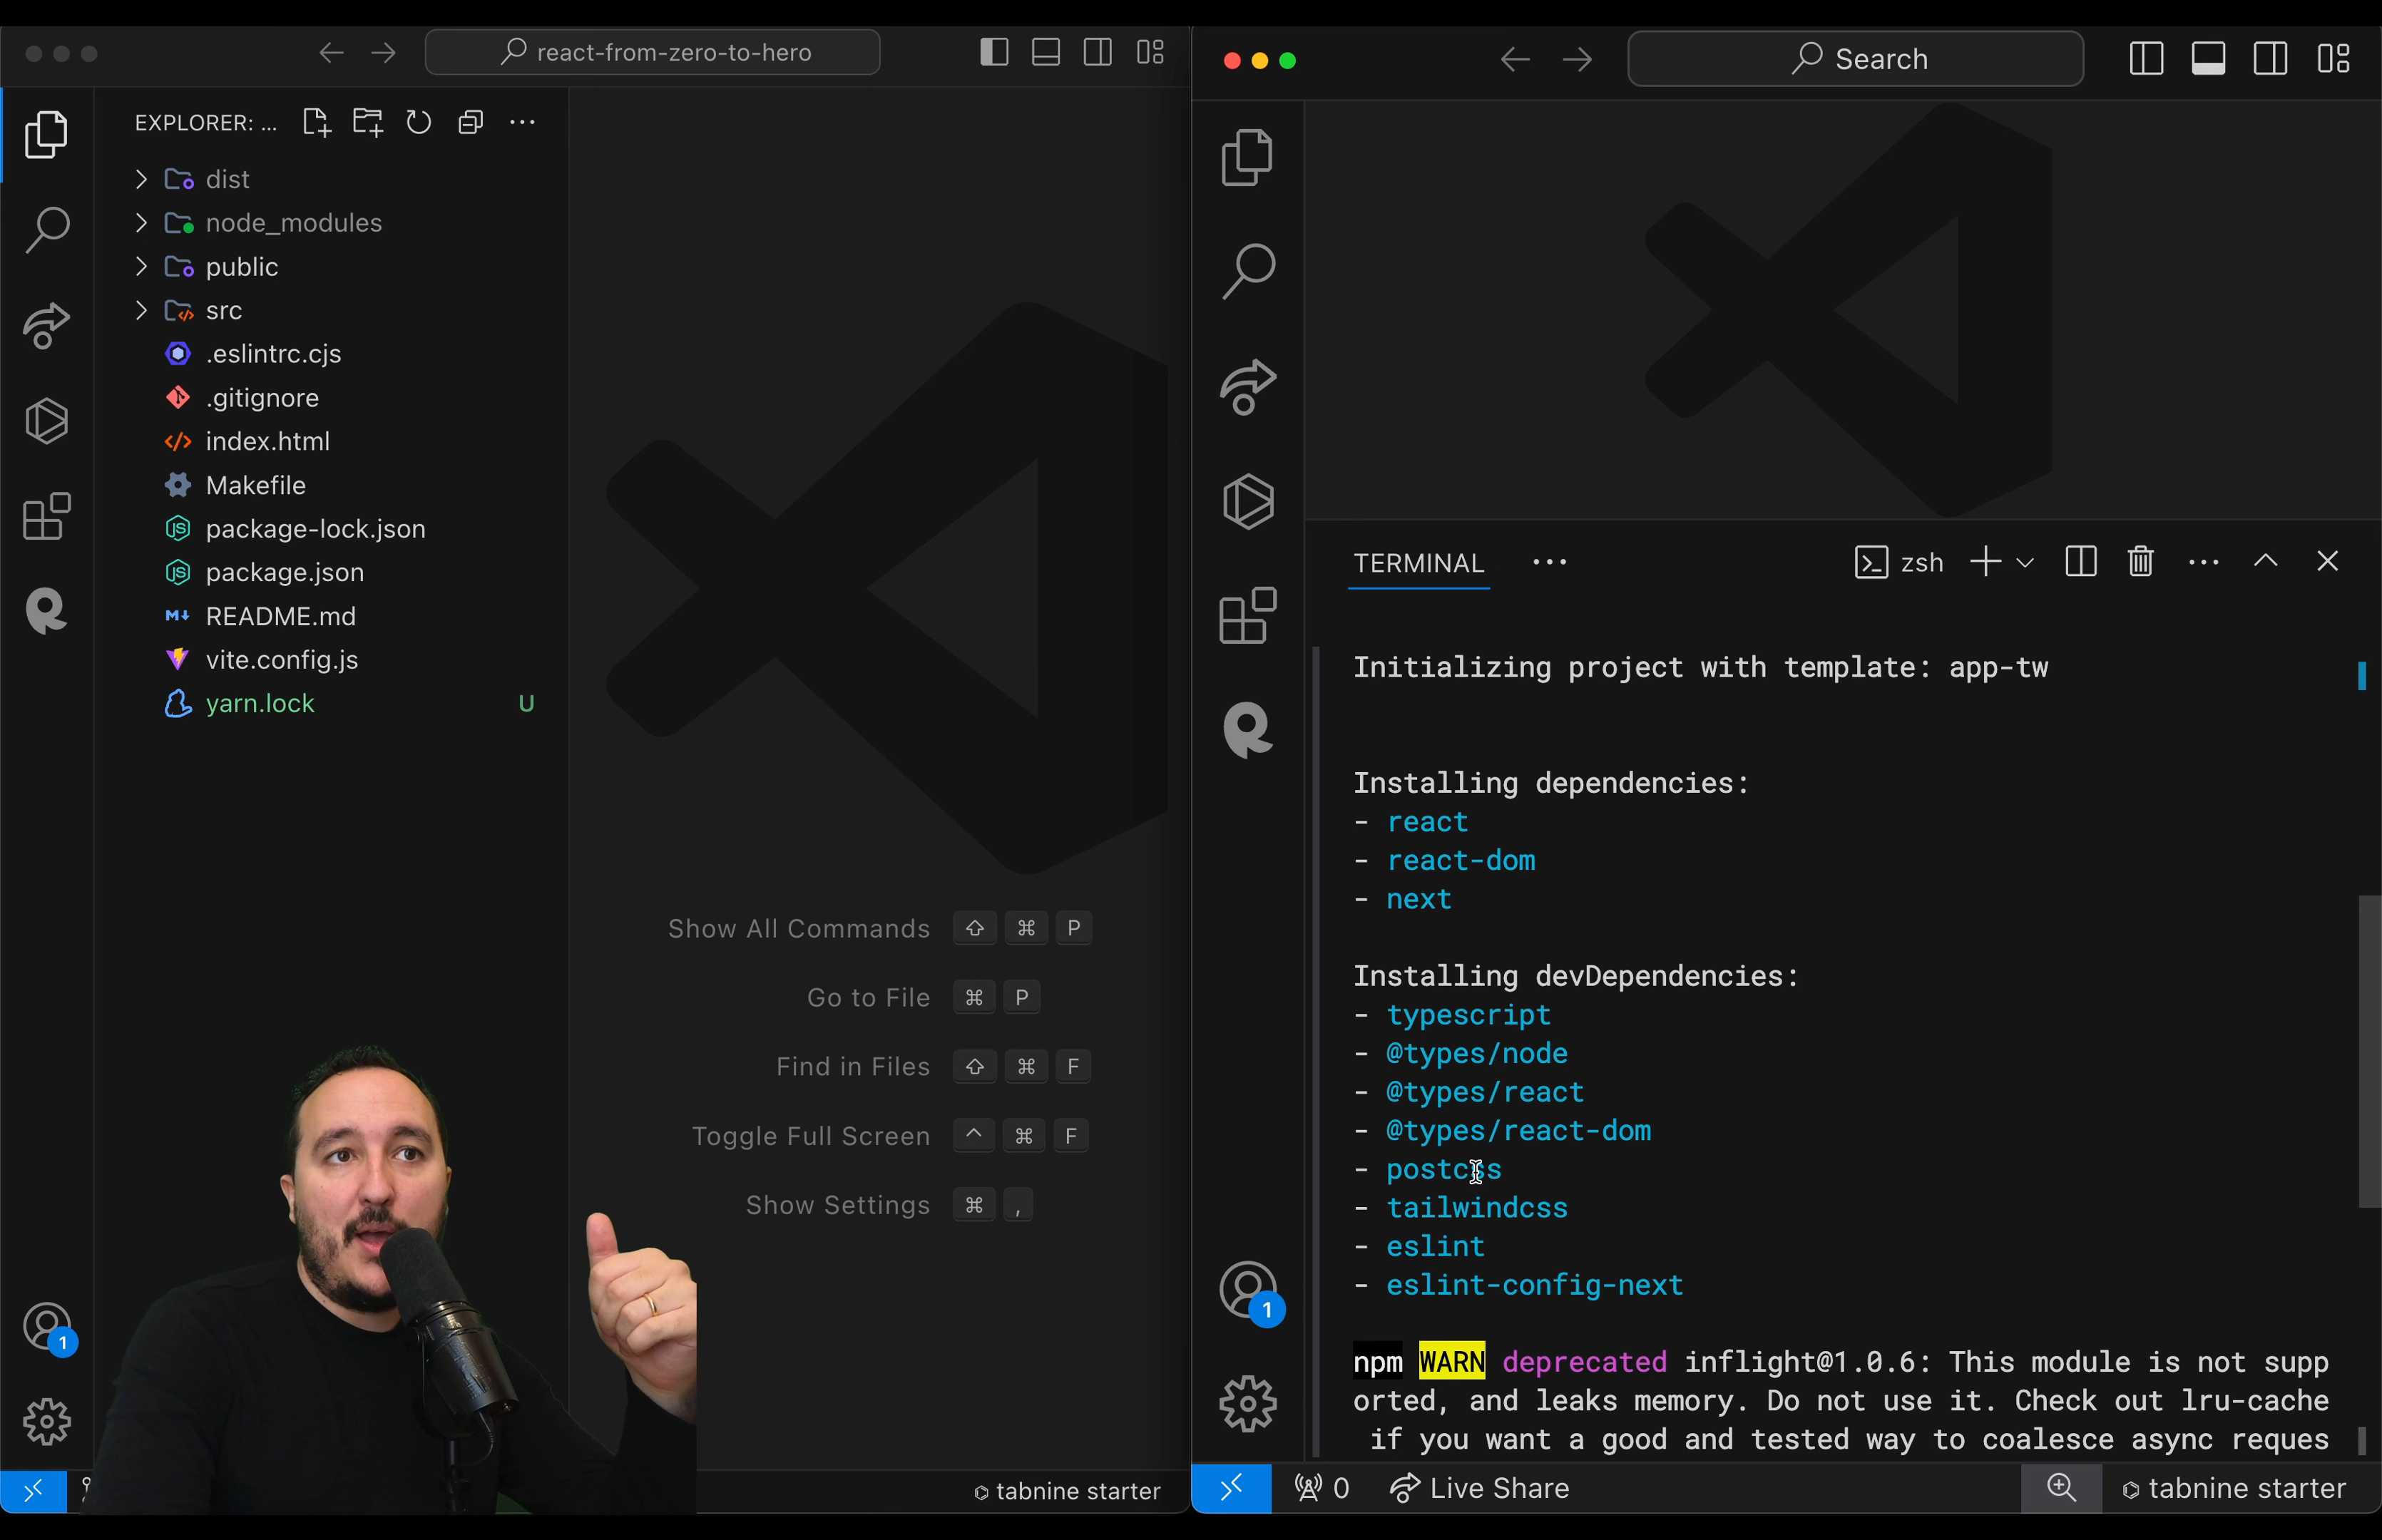 react-from-zero-to-hero
EXPLORER: ...
dist
node_modules
public
src
.eslintrc.cjs
.gitignore
index.html
Makefile
package-lock.json
package.json
README.md
vite.config.js
yarn.lock U
Show All Commands ⇧ ⌘ P
Go to File ⌘ P
Find in Files ⇧ ⌘ F
Toggle Full Screen ^ ⌘ F
Show Settings ⌘ ,
1
tabnine starter
Search
TERMINAL
zsh
Initializing project with template: app-tw
Installing dependencies:
- react
- react-dom
- next
Installing devDependencies:
- typescript
- @types/node
- @types/react
- @types/react-dom
- postcss
- tailwindcss
- eslint
- eslint-config-next
npm WARN deprecated inflight@1.0.6: This module is not supp
orted, and leaks memory. Do not use it. Check out lru-cache
if you want a good and tested way to coalesce async reques
1
0
Live Share
tabnine starter